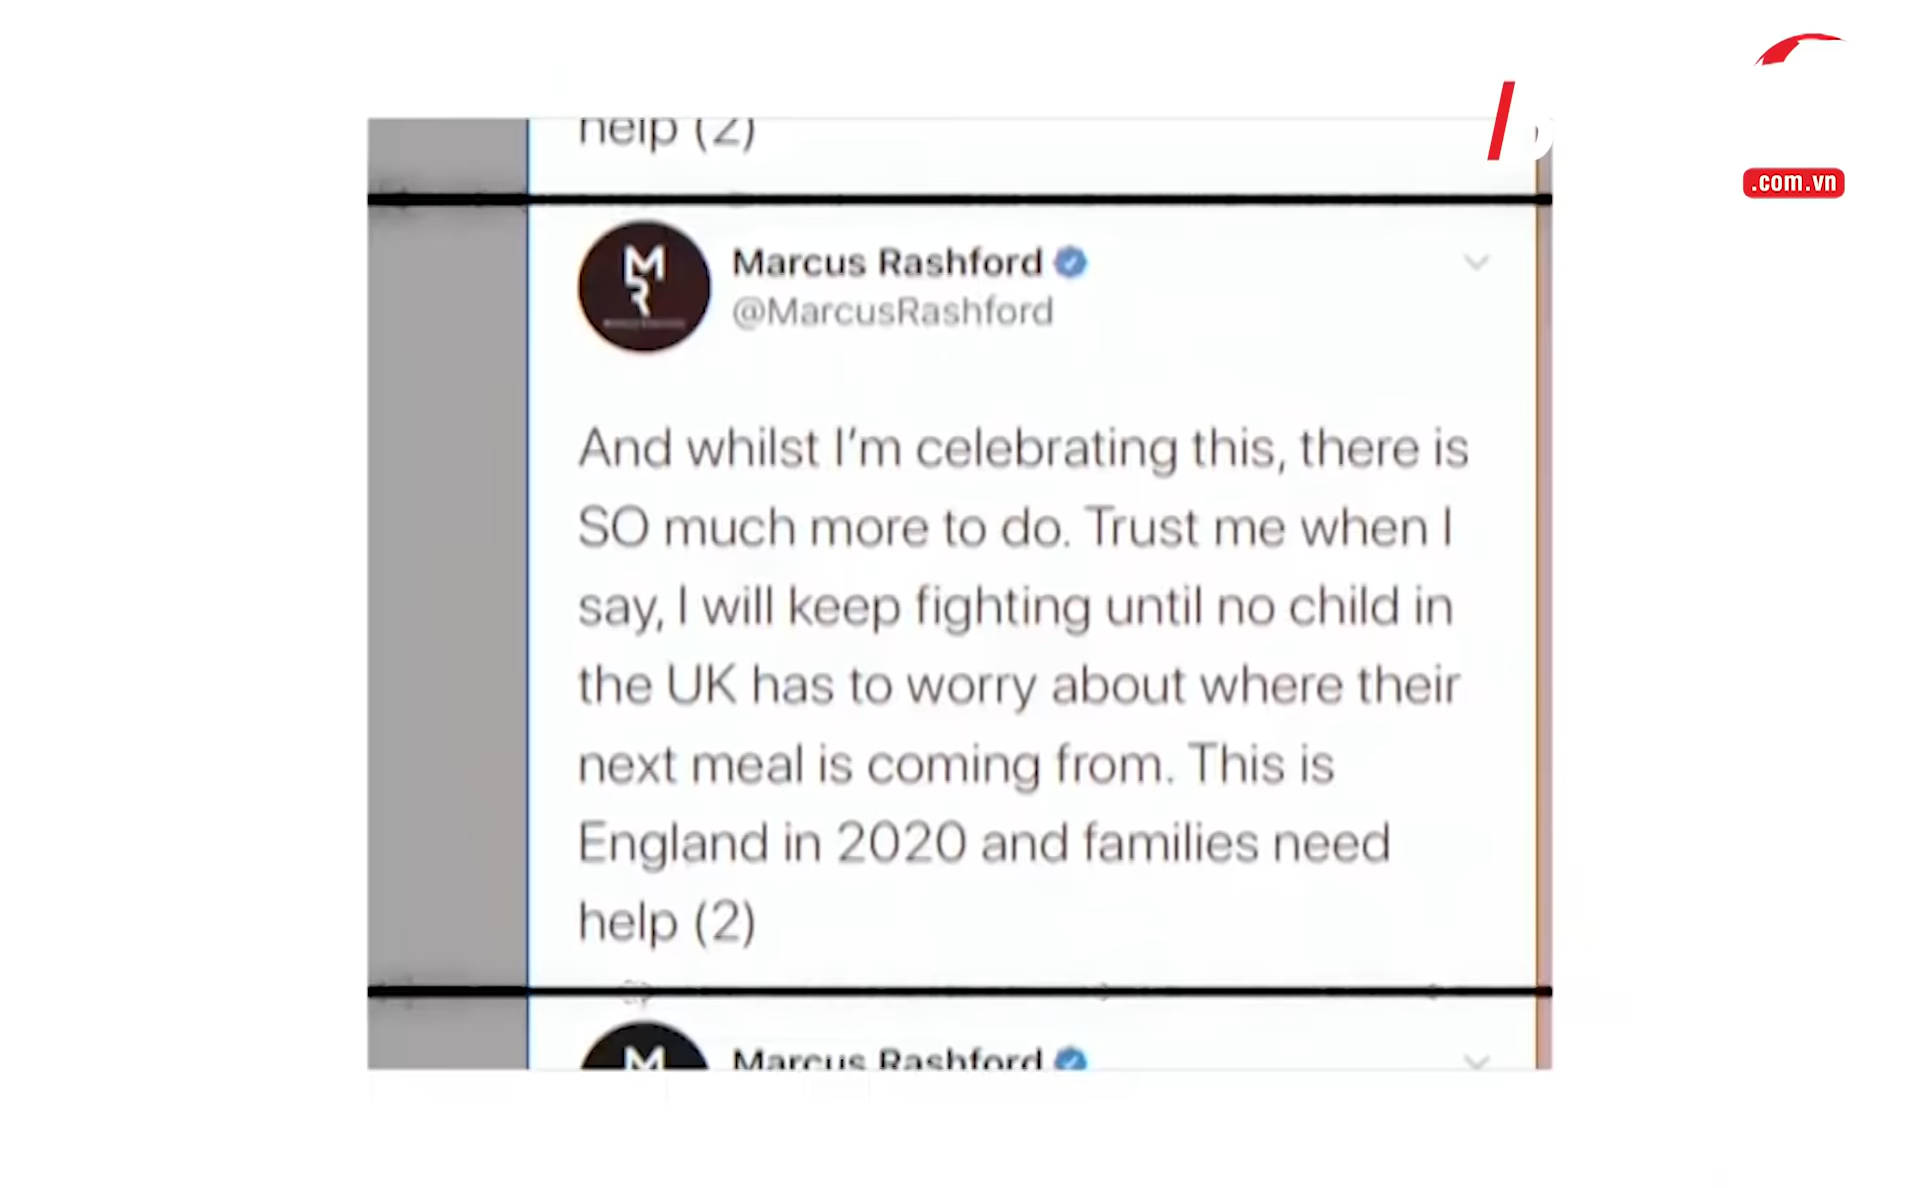 help (2)
.com.vn
Marcus Rashford
@MarcusRashford
And whilst I'm celebrating this, there is
SO much more to do. Trust me when I
say, I will keep fighting until no child in
the UK has to worry about where their
next meal is coming from. This is
England in 2020 and families need
help (2)
Marcus Rashford